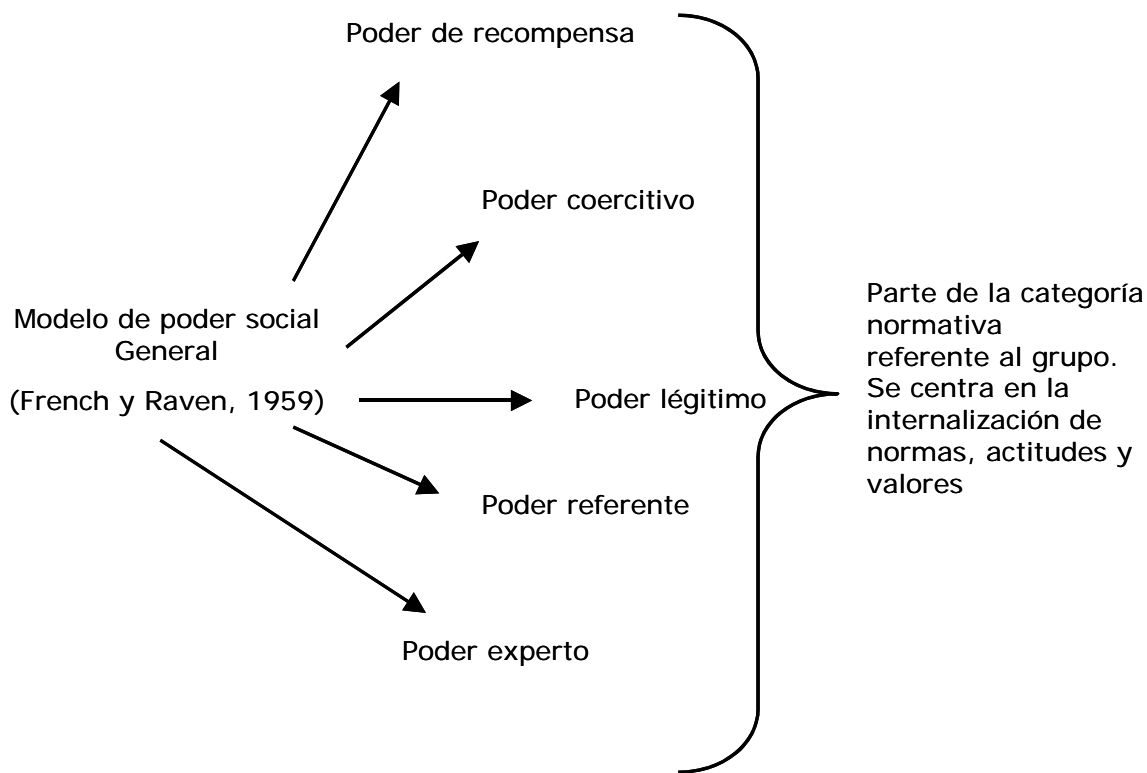 Poder de recompensa
Poder coercitivo
Modelo de poder social
General
(French y Raven, 1959)
Poder légitimo
Poder referente
Poder experto
Parte de la categoría
normativa
referente al grupo.
Se centra en la
internalización de
normas, actitudes y
valores